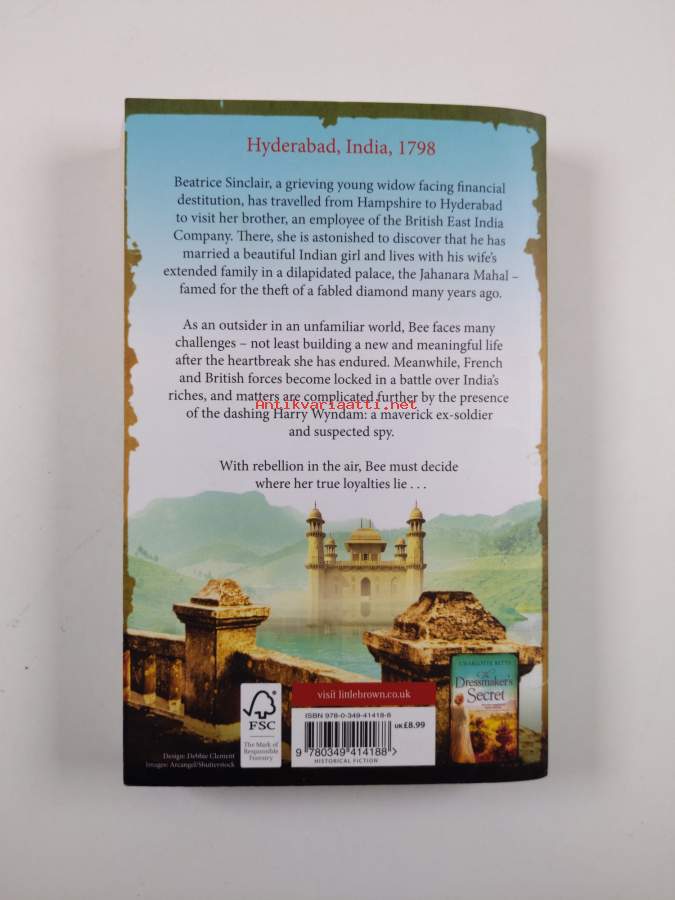 Hyderabad, India, 1798
Beatrice Sinclair, a grieving young widow facing financial
destitution, has travelled from Hampshire to Hyderabad
to visit her brother, an employee of the British East India
Company. There, she is astonished to discover that he has
married a beautiful Indian girl and lives with his wife's
extended family in a dilapidated palace, the Jahanara Mahal –
famed for the theft of a fabled diamond many years ago.
As an outsider in an unfamiliar world, Bee faces many
challenges – not least building a new and meaningful life
after the heartbreak she has endured. Meanwhile, French
and British forces become locked in a battle over India's
riches, and matters are complicated further by the presence
Antikvariaatti.net
of the dashing Harry Wyndam: a maverick ex-soldier
and suspected spy.
With rebellion in the air, Bee must decide
where her true loyalties lie . . .
CHARLOTTE BETTS
The
Dressmaker's
Secret
visit littlebrown.co.uk
ISBN 978-0-349-41418-8
UK £8.99
9 780349 414188 >
HISTORICAL FICTION
FSC
The Mark of
Responsible
Forestry
Design: Debbie Clement
Images: Arcangel/Shutterstock